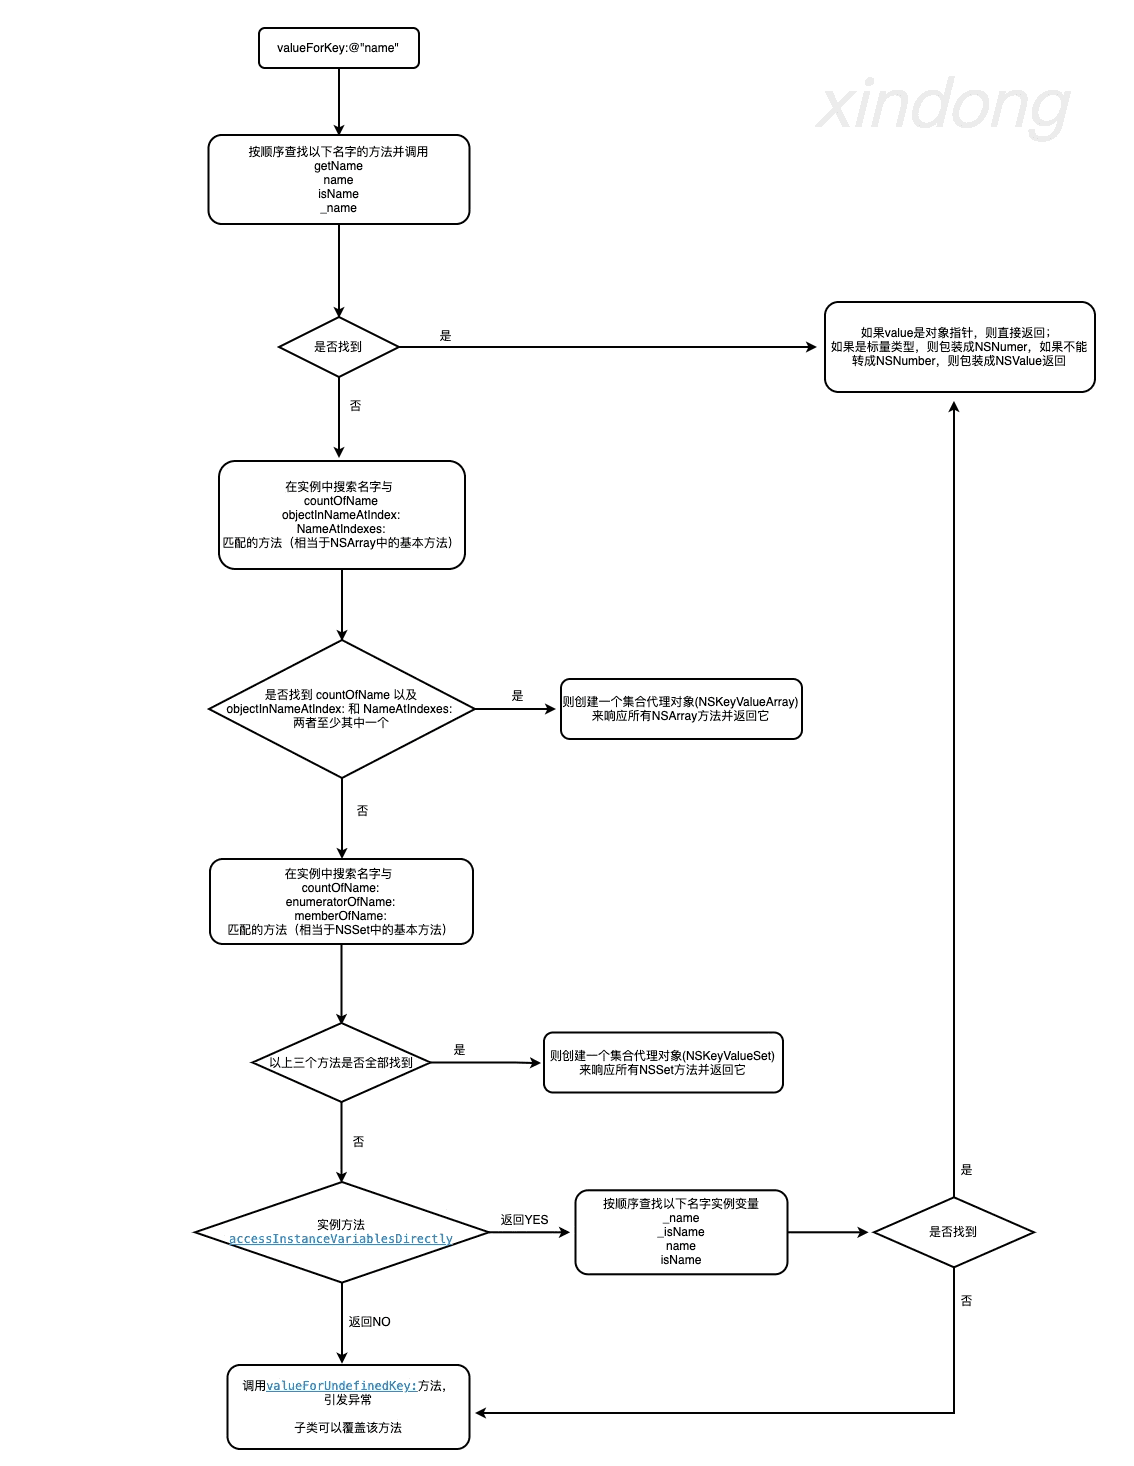 valueForKey:@"name"
xindong
按顺序查找以下名字的方法并调用
getName
name
isName
_name
是否找到
是
如果value是对象指针，则直接返回；
如果是标量类型，则包装成NSNumer，如果不能
转成NSNumber，则包装成NSValue返回
否
在实例中搜索名字与
countOfName
objectInNameAtIndex:
NameAtIndexes:
匹配的方法（相当于NSArray中的基本方法）
是否找到 countOfName 以及
objectInNameAtIndex: 和 NameAtIndexes:
两者至少其中一个
是
则创建一个集合代理对象(NSKeyValueArray)
来响应所有NSArray方法并返回它
否
在实例中搜索名字与
countOfName:
enumeratorOfName:
memberOfName:
匹配的方法（相当于NSSet中的基本方法）
以上三个方法是否全部找到
是
则创建一个集合代理对象(NSKeyValueSet)
来响应所有NSSet方法并返回它
否
实例方法
accessInstanceVariablesDirectly
返回YES
按顺序查找以下名字实例变量
_name
_isName
name
isName
是否找到
是
否
返回NO
调用valueForUndefinedKey:方法，
引发异常
子类可以覆盖该方法